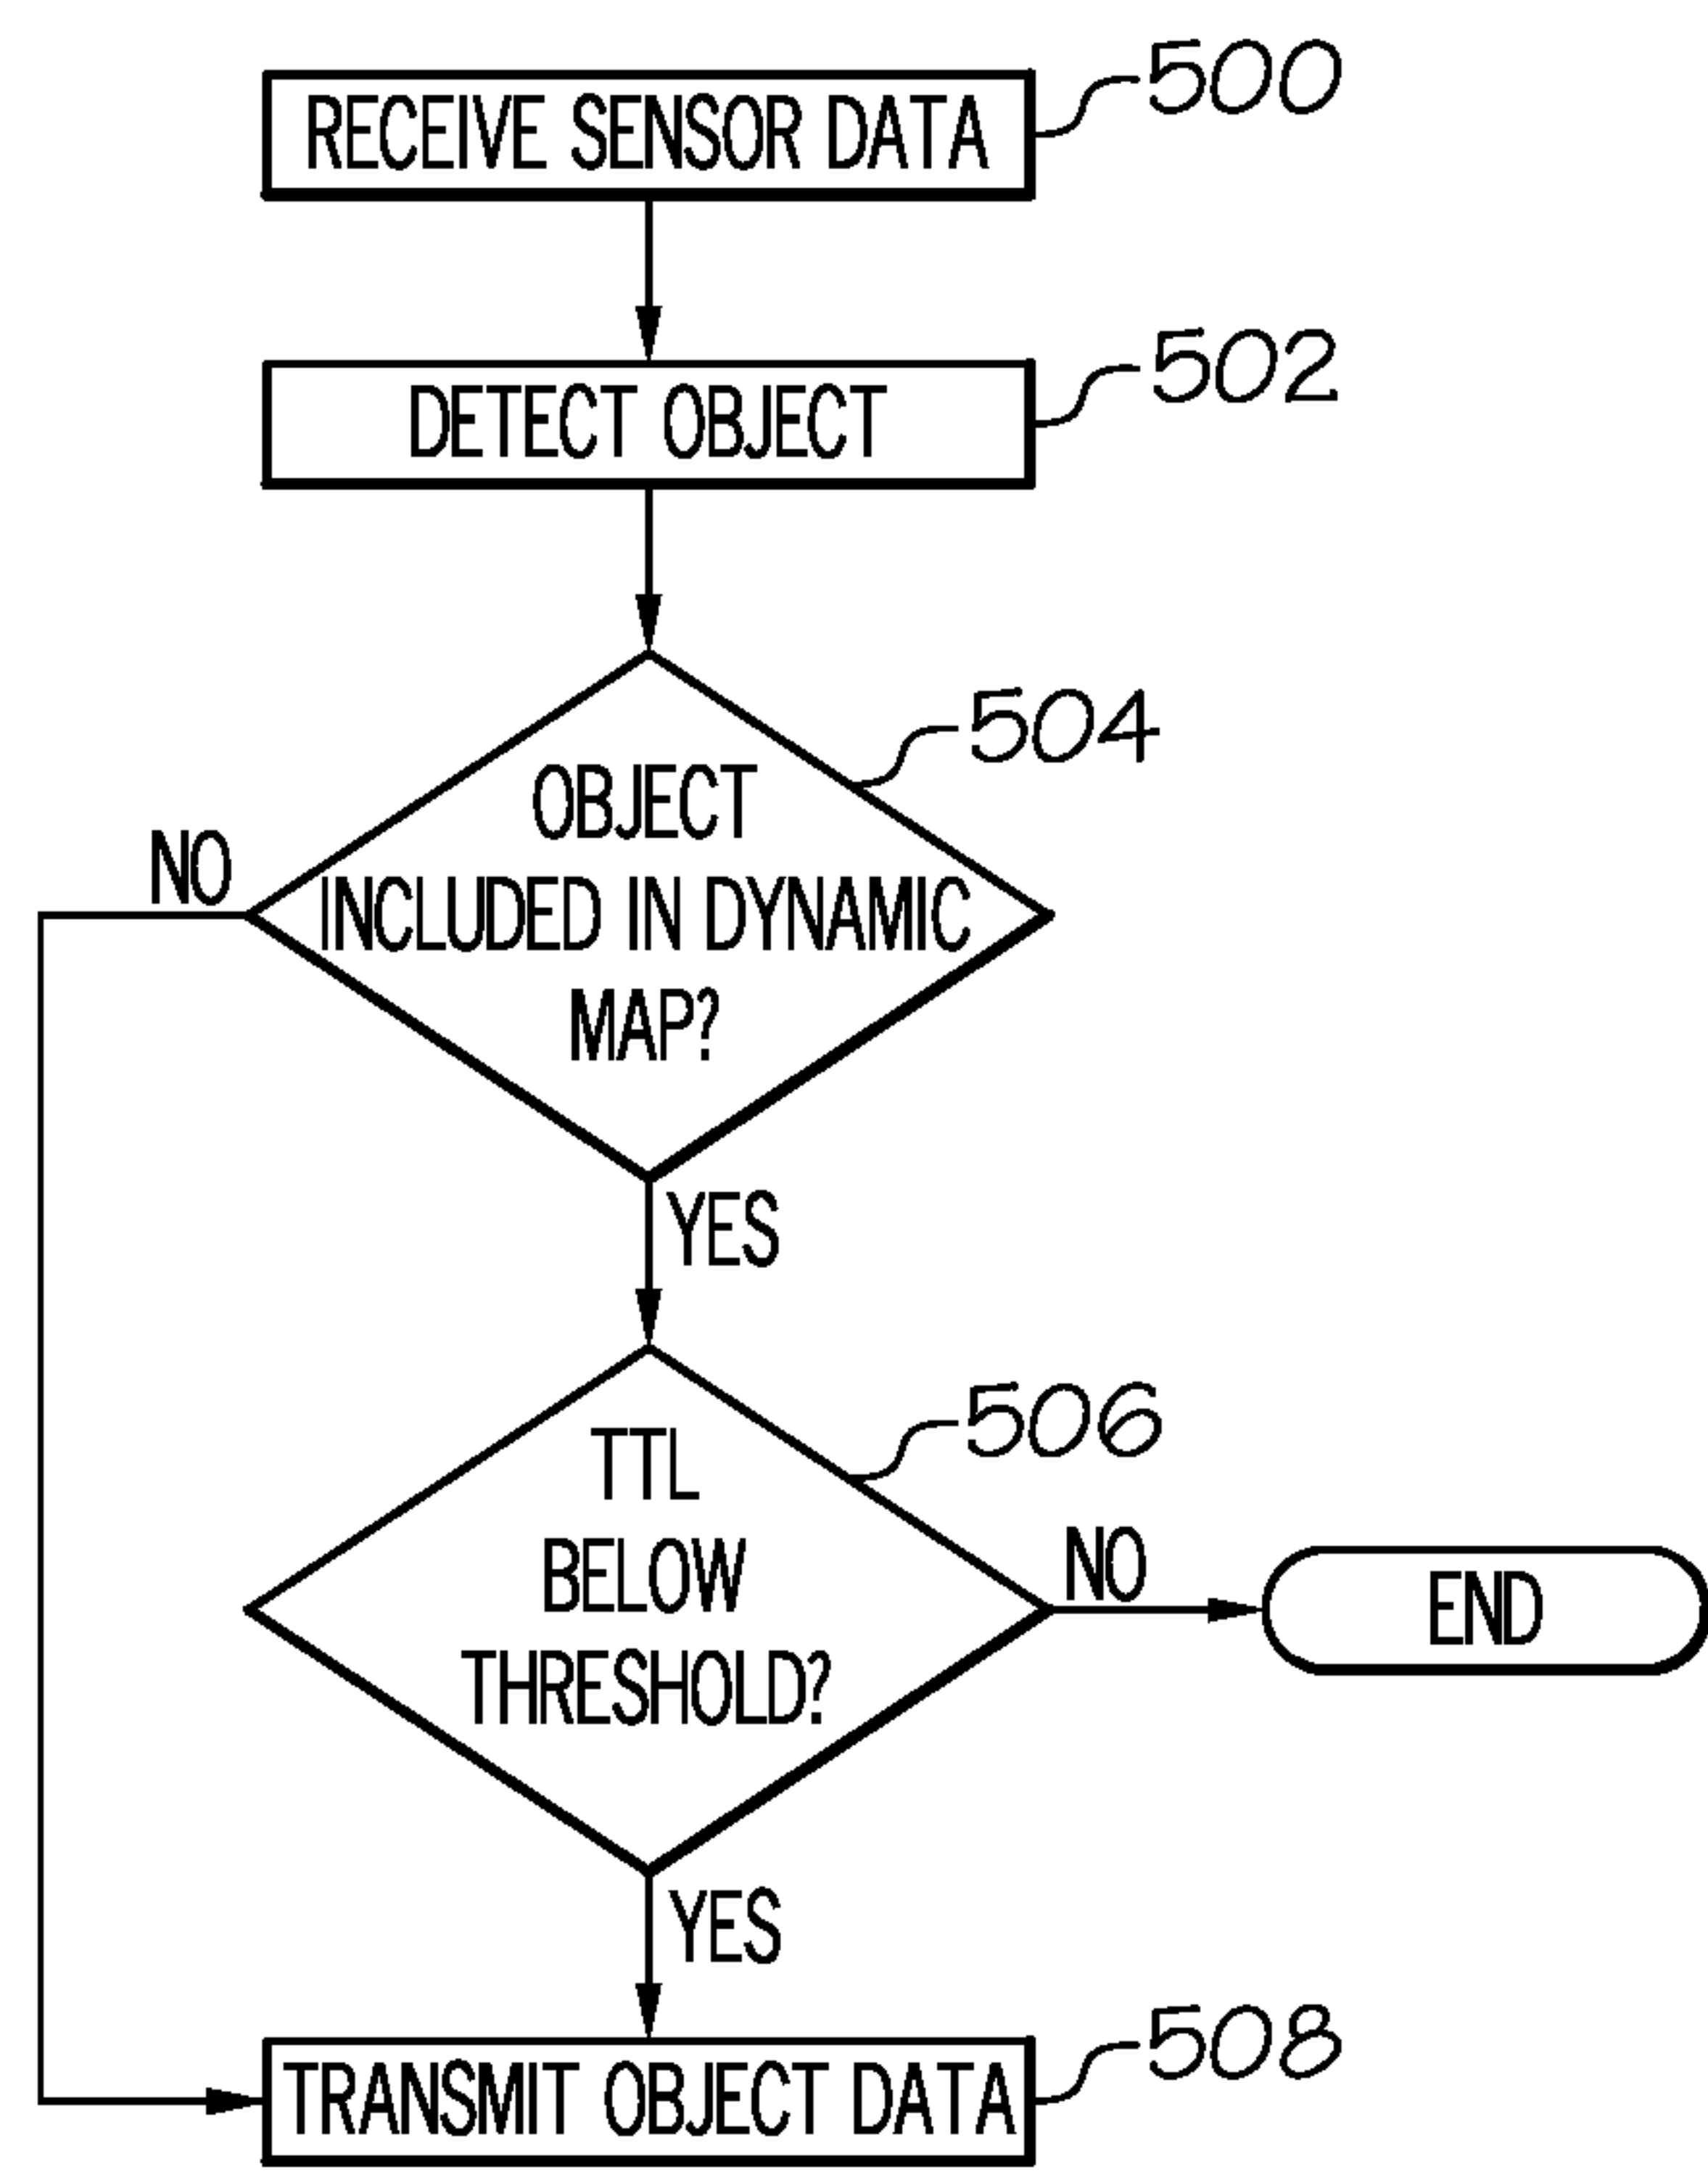 RECEIVE SENSOR DATA
500
DETECT OBJECT
502
504
OBJECT
INCLUDED IN DYNAMIC
MAP?
NO
YES
506
TTL
BELOW
THRESHOLD?
NO
END
YES
TRANSMIT OBJECT DATA
508